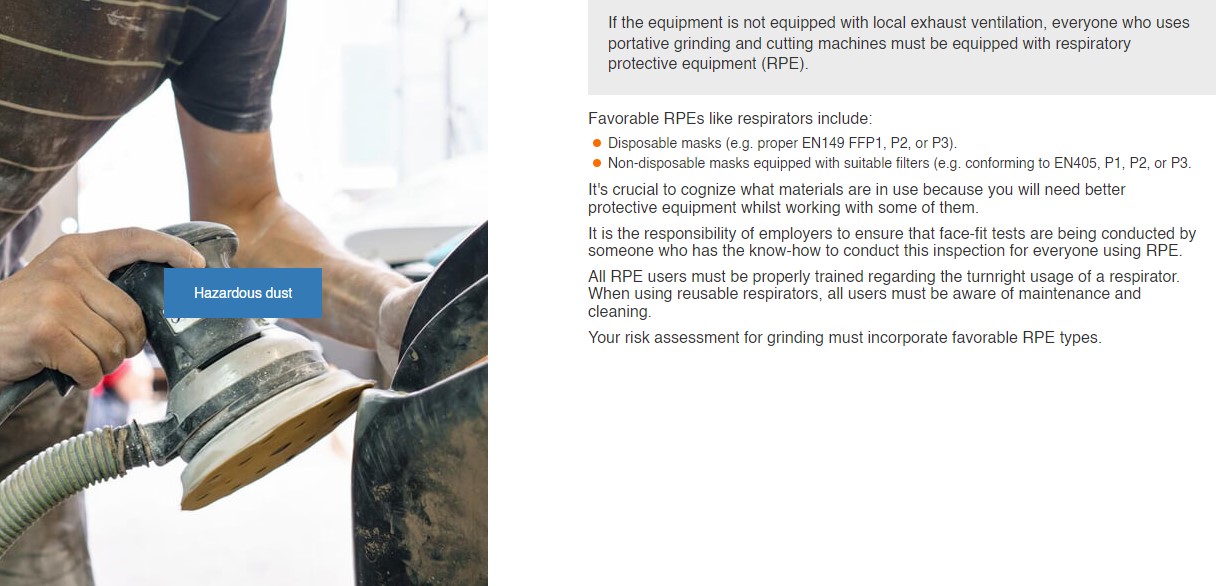 If the equipment is not equipped with local exhaust ventilation, everyone who uses
portative grinding and cutting machines must be equipped with respiratory
protective equipment (RPE).
Favorable RPEs like respirators include:
Disposable masks (e.g. proper EN149 FFP1, P2, or P3).
Non-disposable masks equipped with suitable filters (e.g. conforming to EN405, P1, P2, or P3.
It's crucial to cognize what materials are in use because you will need better
protective equipment whilst working with some of them.
It is the responsibility of employers to ensure that face-fit tests are being conducted by
someone who has the know-how to conduct this inspection for everyone using RPE.
All RPE users must be properly trained regarding the turnright usage of a respirator.
When using reusable respirators, all users must be aware of maintenance and
cleaning.
Your risk assessment for grinding must incorporate favorable RPE types.
Hazardous dust